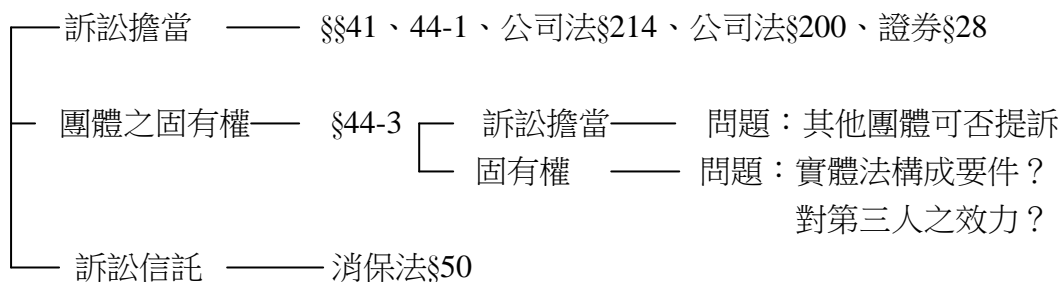 訴訟擔當 §§41、44-1、公司法§214、公司法§200、證券§28
團體之固有權 §44-3 訴訟擔當 問題：其他團體可否提訴
固有權 問題：實體法構成要件？
對第三人之效力？
訴訟信託 消保法§50